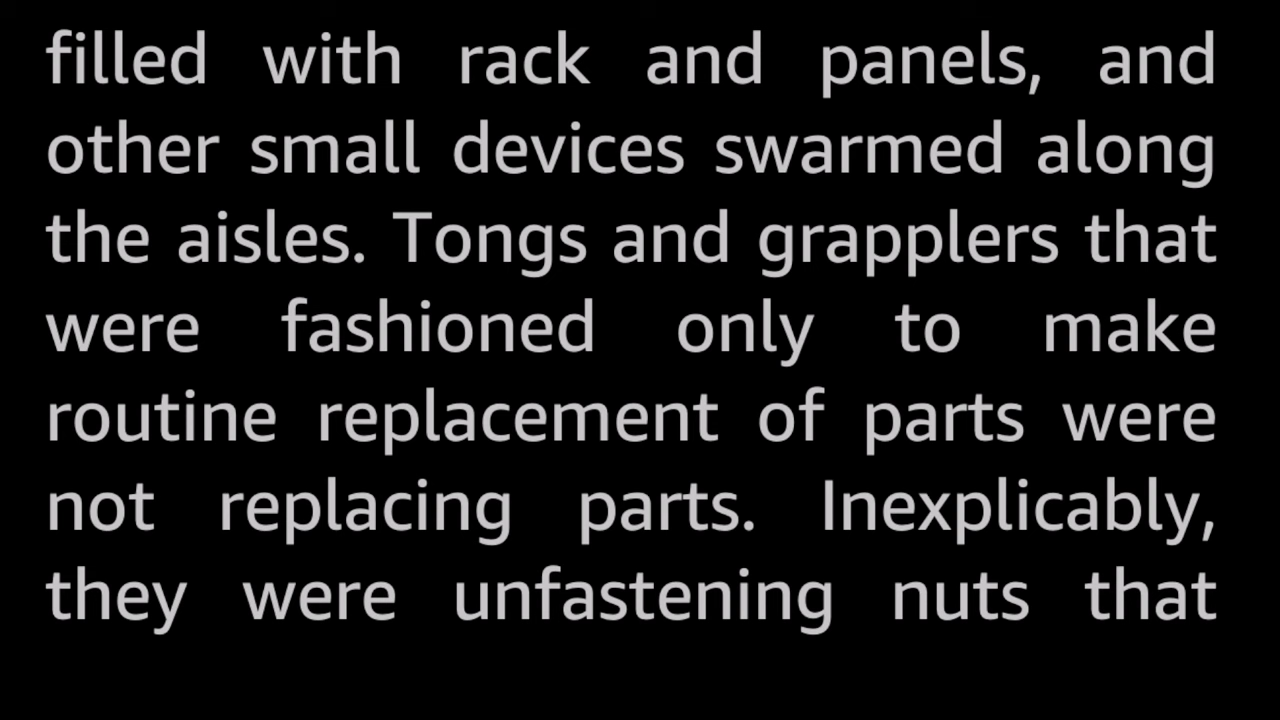 filled with rack and panels, and
other small devices swarmed along
the aisles. Tongs and grapplers that
were fashioned only to make
routine replacement of parts were
not replacing parts. Inexplicably,
they were unfastening nuts that